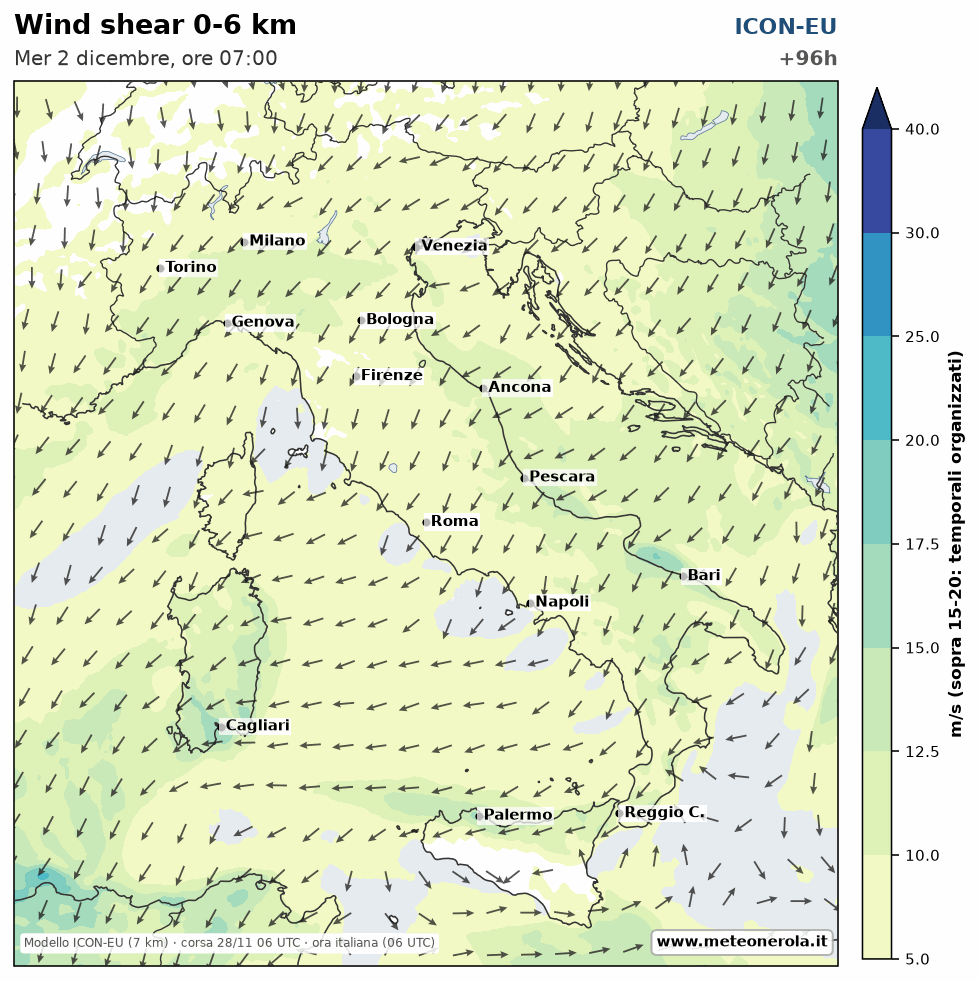 Wind shear 0-6 km
ICON-EU
Mer 2 dicembre, ore 07:00
+96h
40.0
30.0
25.0
20.0
17.5
15.0
12.5
10.0
5.0
m/s (sopra 15-20: temporali organizzati)
Milano
Venezia
Torino
Genova
Bologna
Firenze
Ancona
Pescara
Roma
Bari
Napoli
Cagliari
Palermo
Reggio C.
Modello ICON-EU (7 km) · corsa 28/11 06 UTC · ora italiana (06 UTC)
www.meteonerola.it